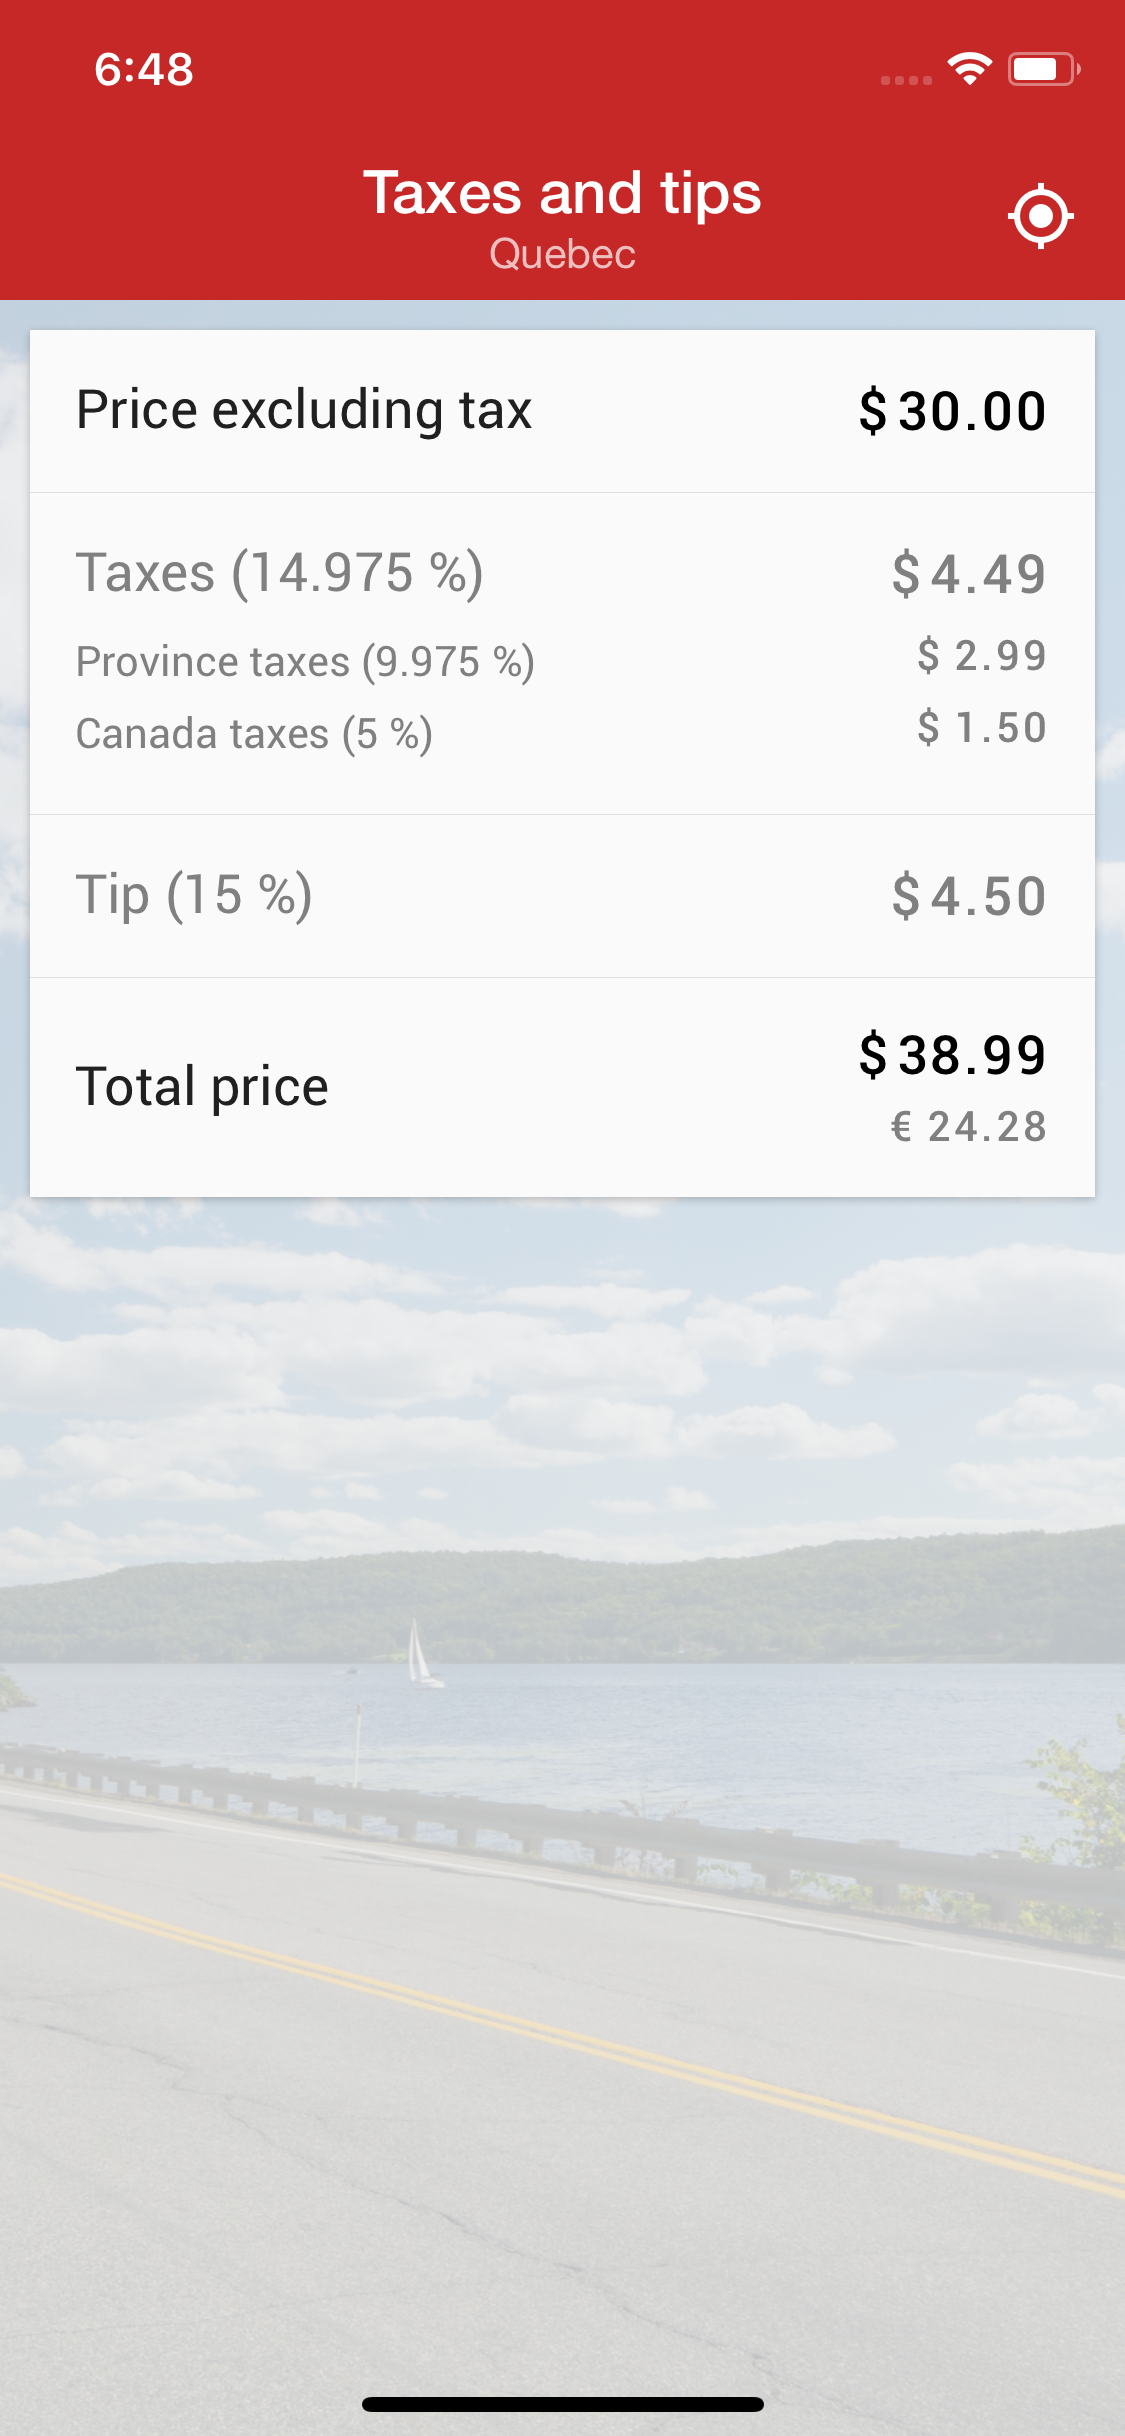 6:48
Taxes and tips
Quebec
Price excluding tax $ 30.00
Taxes (14.975 %) $ 4.49
Province taxes (9.975 %) $ 2.99
Canada taxes (5 %) $ 1.50
Tip (15 %) $ 4.50
Total price $ 38.99
€ 24.28